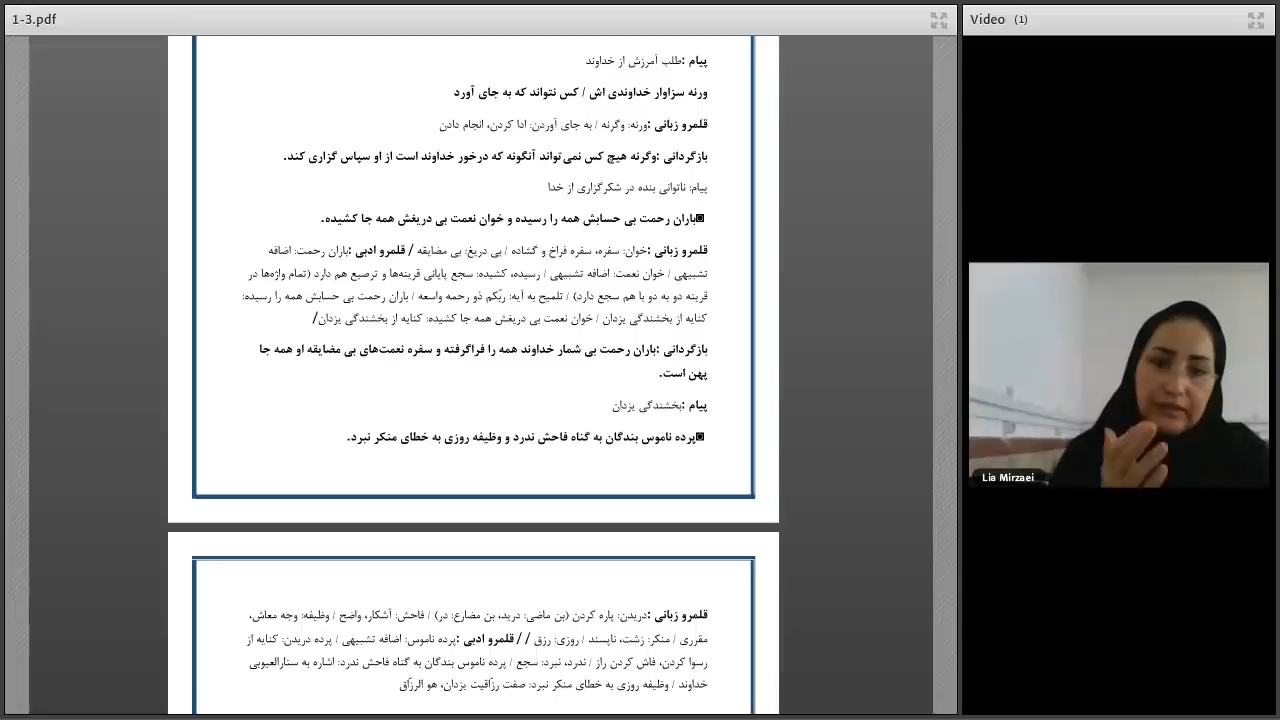 1-3.pdf
Video (1)
پیام :طلب آمرزش از خداوند
ورنه سزاوار خداوندی اش / کس نتواند که به جای آورد
قلمرو زبانی :ورنه: وگرنه / به جای آوردن: ادا کردن، انجام دادن
بازگردانی :وگرنه هیچ کس نمی‌تواند آنگونه که درخور خداوند است از او سپاس گزاری کند.
پیام: ناتوانی بنده در شکرگزاری از خدا
◙باران رحمت بی حسابش همه را رسیده و خوان نعمت بی دریغش همه جا کشیده.
قلمرو زبانی :خوان: سفره، سفره فراخ و گشاده / بی دریغ: بی مضایقه / قلمرو ادبی :باران رحمت: اضافه
تشبیهی / خوان نعمت: اضافه تشبیهی / رسیده، کشیده: سجع پایانی قرینه‌ها و ترصیع هم دارد (تمام واژه‌ها در
قرینه دو به دو با هم سجع دارد) / تلمیح به آیه: ربّکم ذو رحمه واسعه / باران رحمت بی حسابش همه را رسیده:
کنایه از بخشندگی یزدان / خوان نعمت بی دریغش همه جا کشیده: کنایه از بخشندگی یزدان/
بازگردانی :باران رحمت بی شمار خداوند همه را فراگرفته و سفره نعمت‌های بی مضایقه او همه جا
پهن است.
پیام :بخشندگی یزدان
◙پرده ناموس بندگان به گناه فاحش ندرد و وظیفه روزی به خطای منکر نبرد.
قلمرو زبانی :دریدن: پاره کردن (بن ماضی: درید، بن مضارع: در) / فاحش: آشکار، واضح / وظیفه: وجه معاش،
مقرری / منکر: زشت، ناپسند / روزی: رزق / / قلمرو ادبی :پرده ناموس: اضافه تشبیهی / پرده دریدن: کنایه از
رسوا کردن، فاش کردن راز / ندرد، نبرد: سجع / پرده ناموس بندگان به گناه فاحش ندرد: اشاره به ستارالعیوبی
خداوند / وظیفه روزی به خطای منکر نبرد: صفت رزّاقیت یزدان، هو الرزّاق
Lia Mirzaei